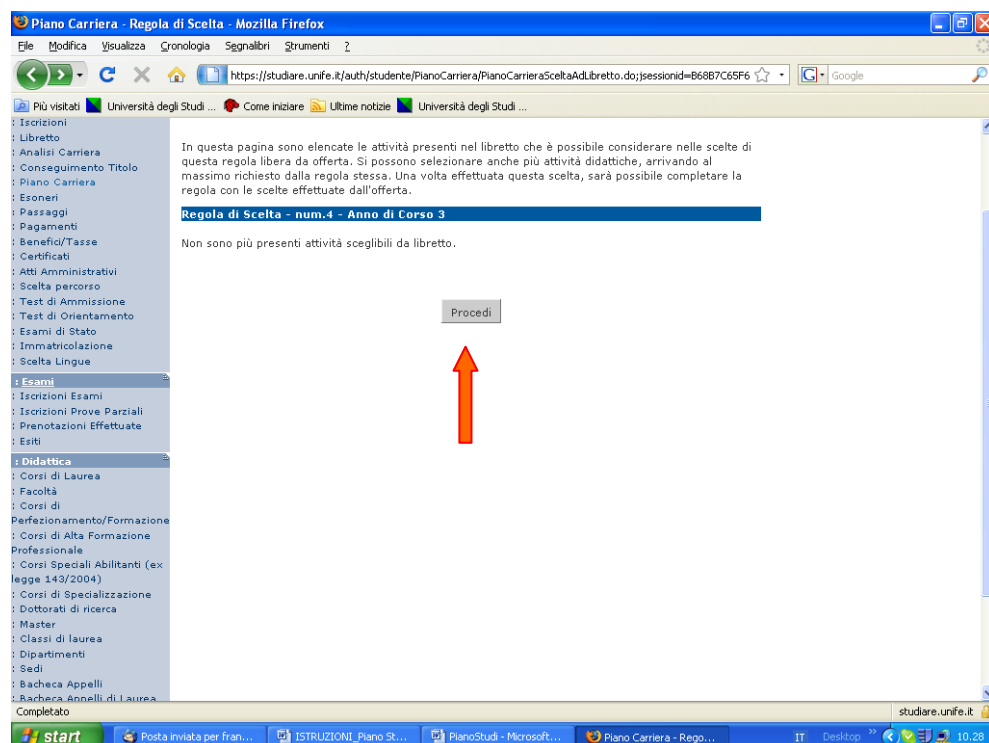 Piano Carriera - Regola di Scelta - Mozilla Firefox
File Modifica Visualizza Cronologia Segnalibri Strumenti ?
https://studiare.unife.it/auth/studente/PianoCarriera/PianoCarrieraSceltaAdLibretto.do;jsessionid=B68B7C65F6
G Google
Più visitati Università degli Studi ... Come iniziare Ultime notizie Università degli Studi ...
: Iscrizioni
: Libretto
: Analisi Carriera
: Conseguimento Titolo
: Piano Carriera
: Esoneri
: Passaggi
: Pagamenti
: Benefici/Tasse
: Certificati
: Atti Amministrativi
: Scelta percorso
: Test di Ammissione
: Test di Orientamento
: Esami di Stato
: Immatricolazione
: Scelta Lingue
: Esami
: Iscrizioni Esami
: Iscrizioni Prove Parziali
: Prenotazioni Effettuate
: Esiti
: Didattica
: Corsi di Laurea
: Facoltà
: Corsi di
Perfezionamento/Formazione
: Corsi di Alta Formazione
Professionale
: Corsi Speciali Abilitanti (ex
legge 143/2004)
: Corsi di Specializzazione
: Dottorati di ricerca
: Master
: Classi di laurea
: Dipartimenti
: Sedi
: Bacheca Appelli
: Bacheca Appelli di Laurea
In questa pagina sono elencate le attività presenti nel libretto che è possibile considerare nelle scelte di
questa regola libera da offerta. Si possono selezionare anche più attività didattiche, arrivando al
massimo richiesto dalla regola stessa. Una volta effettuata questa scelta, sarà possibile completare la
regola con le scelte effettuate dall'offerta.
Regola di Scelta - num.4 - Anno di Corso 3
Non sono più presenti attività sceglibili da libretto.
Procedi
Completato
studiare.unife.it
start
Posta inviata per fran...
ISTRUZIONI_Piano St...
PianoStudi - Microsoft...
Piano Carriera - Rego...
IT
Desktop »
10.28